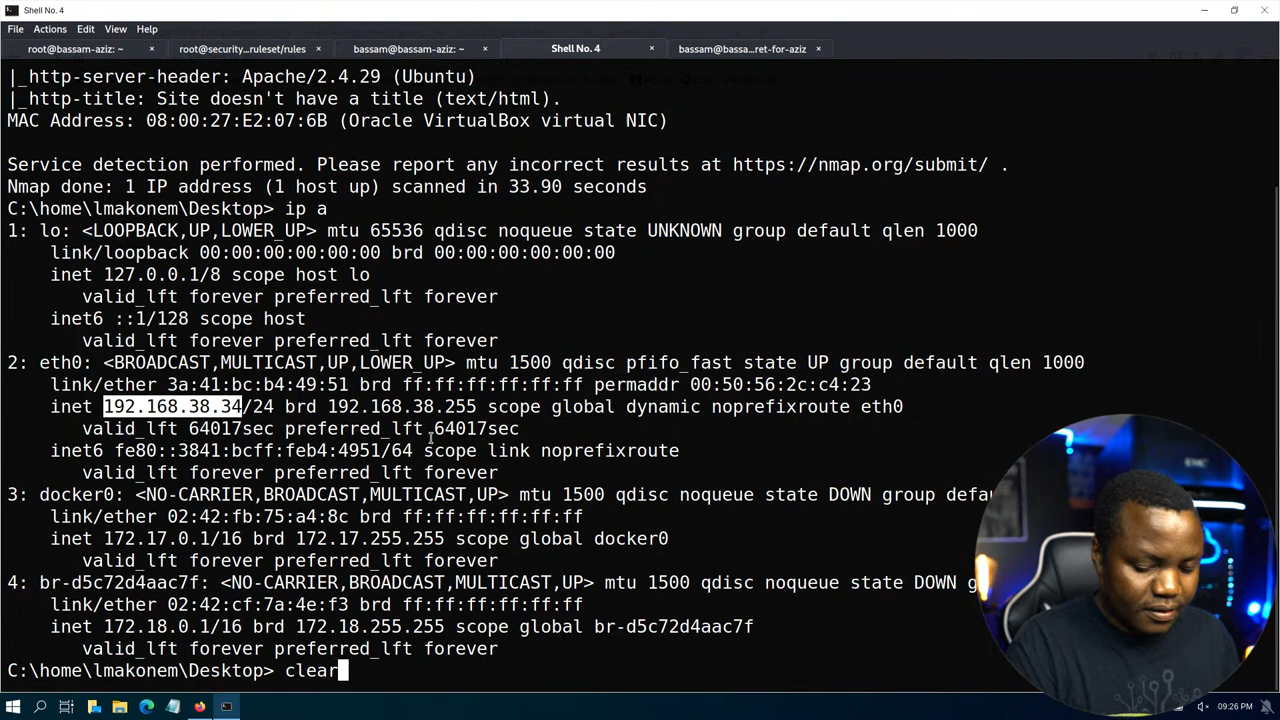 Shell No. 4
File Actions Edit View Help
root@bassam-aziz: ~ × root@security...ruleset/rules × bassam@bassam-aziz: ~ × Shell No. 4 × bassam@bassa...ret-for-aziz ×
|_http-server-header: Apache/2.4.29 (Ubuntu)
|_http-title: Site doesn't have a title (text/html).
MAC Address: 08:00:27:E2:07:6B (Oracle VirtualBox virtual NIC)
Service detection performed. Please report any incorrect results at https://nmap.org/submit/ .
Nmap done: 1 IP address (1 host up) scanned in 33.90 seconds
C:\home\lmakonem\Desktop> ip a
1: lo: <LOOPBACK,UP,LOWER_UP> mtu 65536 qdisc noqueue state UNKNOWN group default qlen 1000
link/loopback 00:00:00:00:00:00 brd 00:00:00:00:00:00
inet 127.0.0.1/8 scope host lo
valid_lft forever preferred_lft forever
inet6 ::1/128 scope host
valid_lft forever preferred_lft forever
2: eth0: <BROADCAST,MULTICAST,UP,LOWER_UP> mtu 1500 qdisc pfifo_fast state UP group default qlen 1000
link/ether 3a:41:bc:b4:49:51 brd ff:ff:ff:ff:ff:ff permaddr 00:50:56:2c:c4:23
inet 192.168.38.34/24 brd 192.168.38.255 scope global dynamic noprefixroute eth0
valid_lft 64017sec preferred_lft 64017sec
inet6 fe80::3841:bcff:feb4:4951/64 scope link noprefixroute
valid_lft forever preferred_lft forever
3: docker0: <NO-CARRIER,BROADCAST,MULTICAST,UP> mtu 1500 qdisc noqueue state DOWN group defau
link/ether 02:42:fb:75:a4:8c brd ff:ff:ff:ff:ff:ff
inet 172.17.0.1/16 brd 172.17.255.255 scope global docker0
valid_lft forever preferred_lft forever
4: br-d5c72d4aac7f: <NO-CARRIER,BROADCAST,MULTICAST,UP> mtu 1500 qdisc noqueue state DOWN g
link/ether 02:42:cf:7a:4e:f3 brd ff:ff:ff:ff:ff:ff
inet 172.18.0.1/16 brd 172.18.255.255 scope global br-d5c72d4aac7f
valid_lft forever preferred_lft forever
C:\home\lmakonem\Desktop> clear
09:26 PM